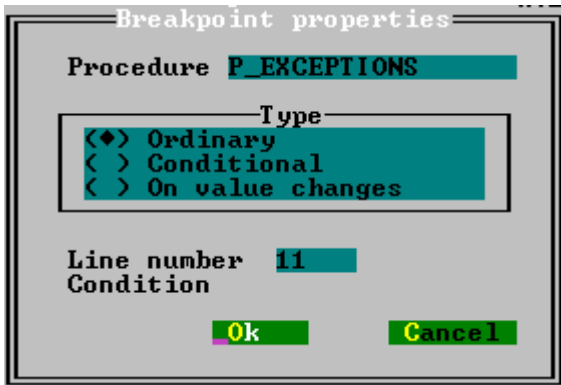 Breakpoint properties
Procedure P_EXCEPTIONS
Type
(◆) Ordinary
( ) Conditional
( ) On value changes
Line number 11
Condition
Ok Cancel